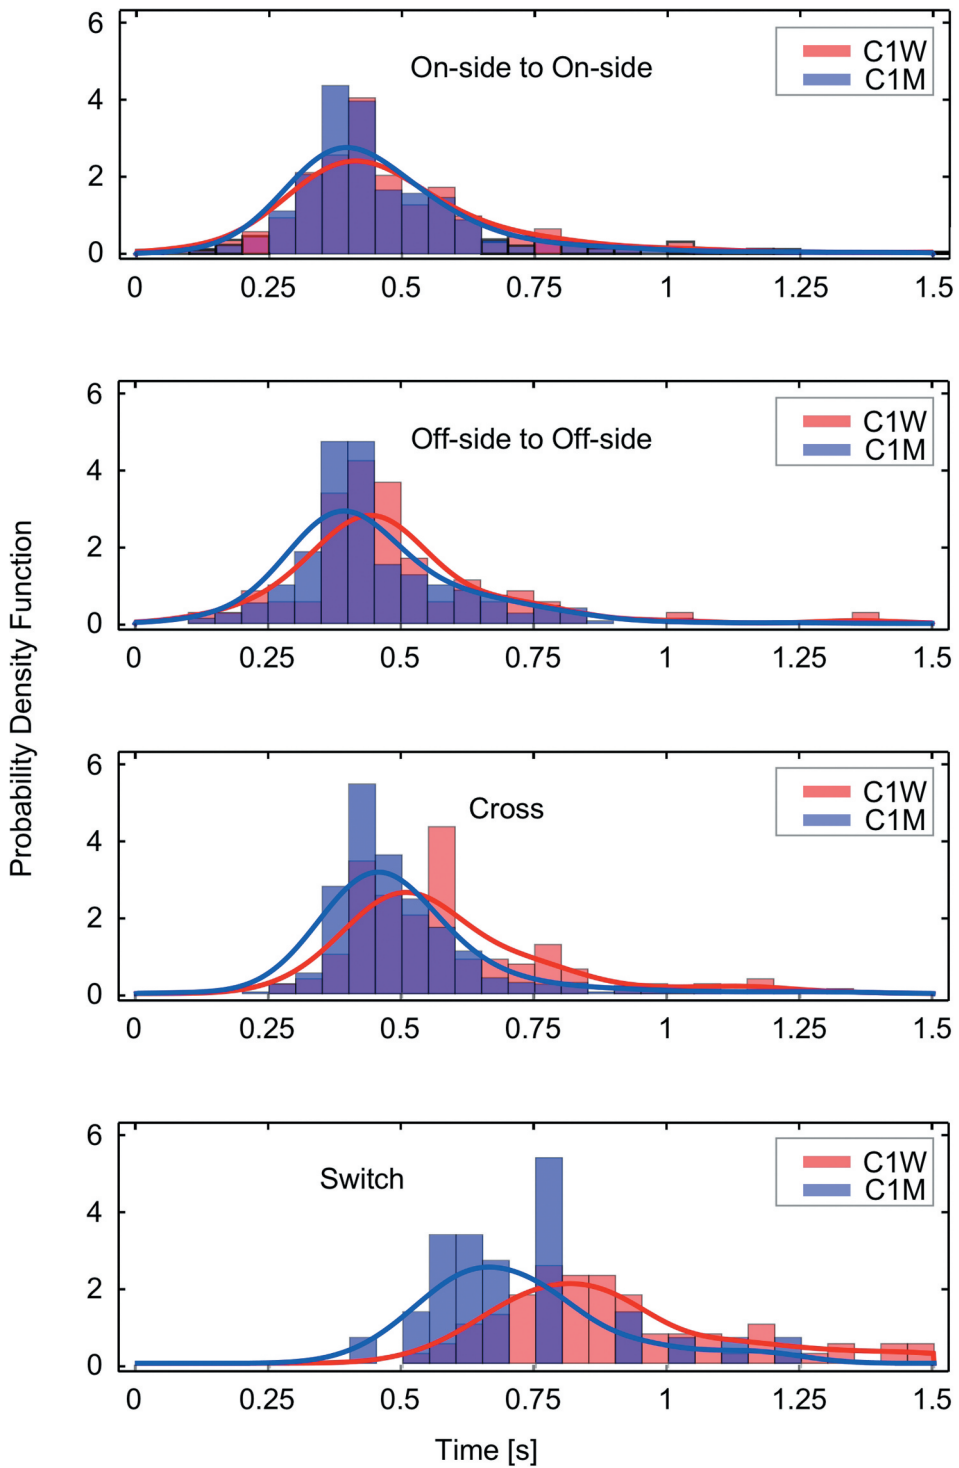 Probability Density Function
6
4
2
0
On-side to On-side
C1W
C1M
0 0.25 0.5 0.75 1 1.25 1.5
6
4
2
0
Off-side to Off-side
C1W
C1M
0 0.25 0.5 0.75 1 1.25 1.5
6
4
2
0
Cross
C1W
C1M
0 0.25 0.5 0.75 1 1.25 1.5
6
4
2
0
Switch
C1W
C1M
0 0.25 0.5 0.75 1 1.25 1.5
Time [s]